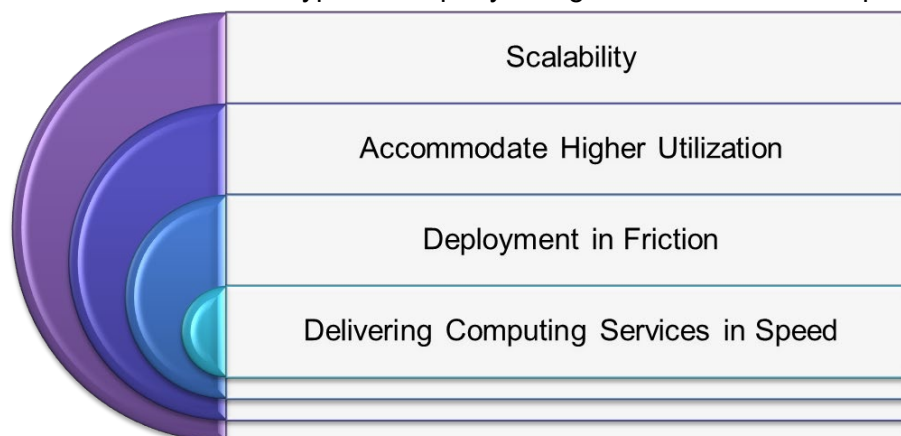 Scalability
Accommodate Higher Utilization
Deployment in Friction
Delivering Computing Services in Speed